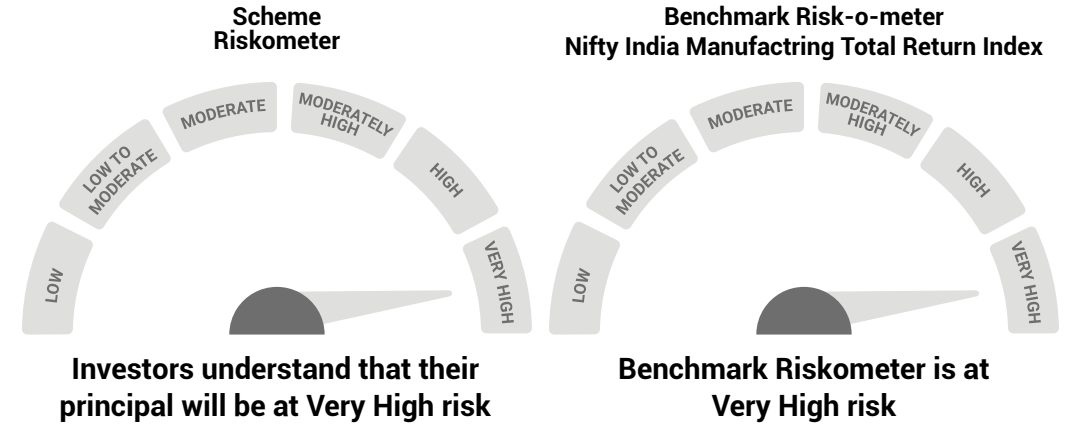 Scheme
Riskometer
LOW
LOW TO
MODERATE
MODERATE
MODERATELY
HIGH
HIGH
VERY HIGH
Investors understand that their
principal will be at Very High risk
Benchmark Risk-o-meter
Nifty India Manufactring Total Return Index
LOW
LOW TO
MODERATE
MODERATE
MODERATELY
HIGH
HIGH
VERY HIGH
Benchmark Riskometer is at
Very High risk